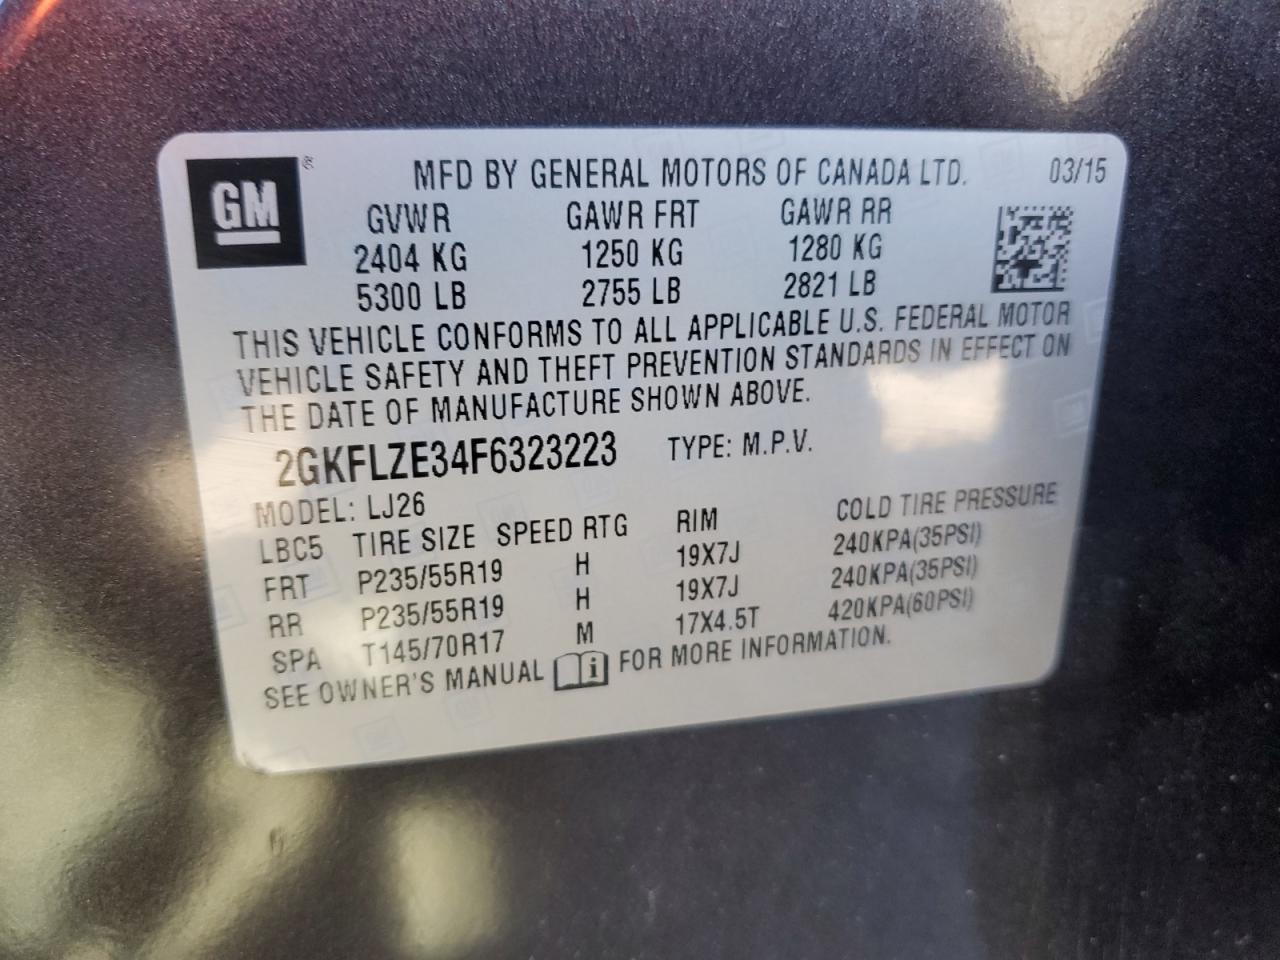 GM ® MFD BY GENERAL MOTORS OF CANADA LTD. 03/15
GVWR GAWR FRT GAWR RR
2404 KG 1250 KG 1280 KG
5300 LB 2755 LB 2821 LB
THIS VEHICLE CONFORMS TO ALL APPLICABLE U.S. FEDERAL MOTOR
VEHICLE SAFETY AND THEFT PREVENTION STANDARDS IN EFFECT ON
THE DATE OF MANUFACTURE SHOWN ABOVE.
2GKFLZE34F6323223 TYPE: M.P.V.
MODEL: LJ26
LBC5 TIRE SIZE SPEED RTG RIM COLD TIRE PRESSURE
FRT P235/55R19 H 19X7J 240KPA(35PSI)
RR P235/55R19 H 19X7J 240KPA(35PSI)
SPA T145/70R17 M 17X4.5T 420KPA(60PSI)
SEE OWNER'S MANUAL i FOR MORE INFORMATION.